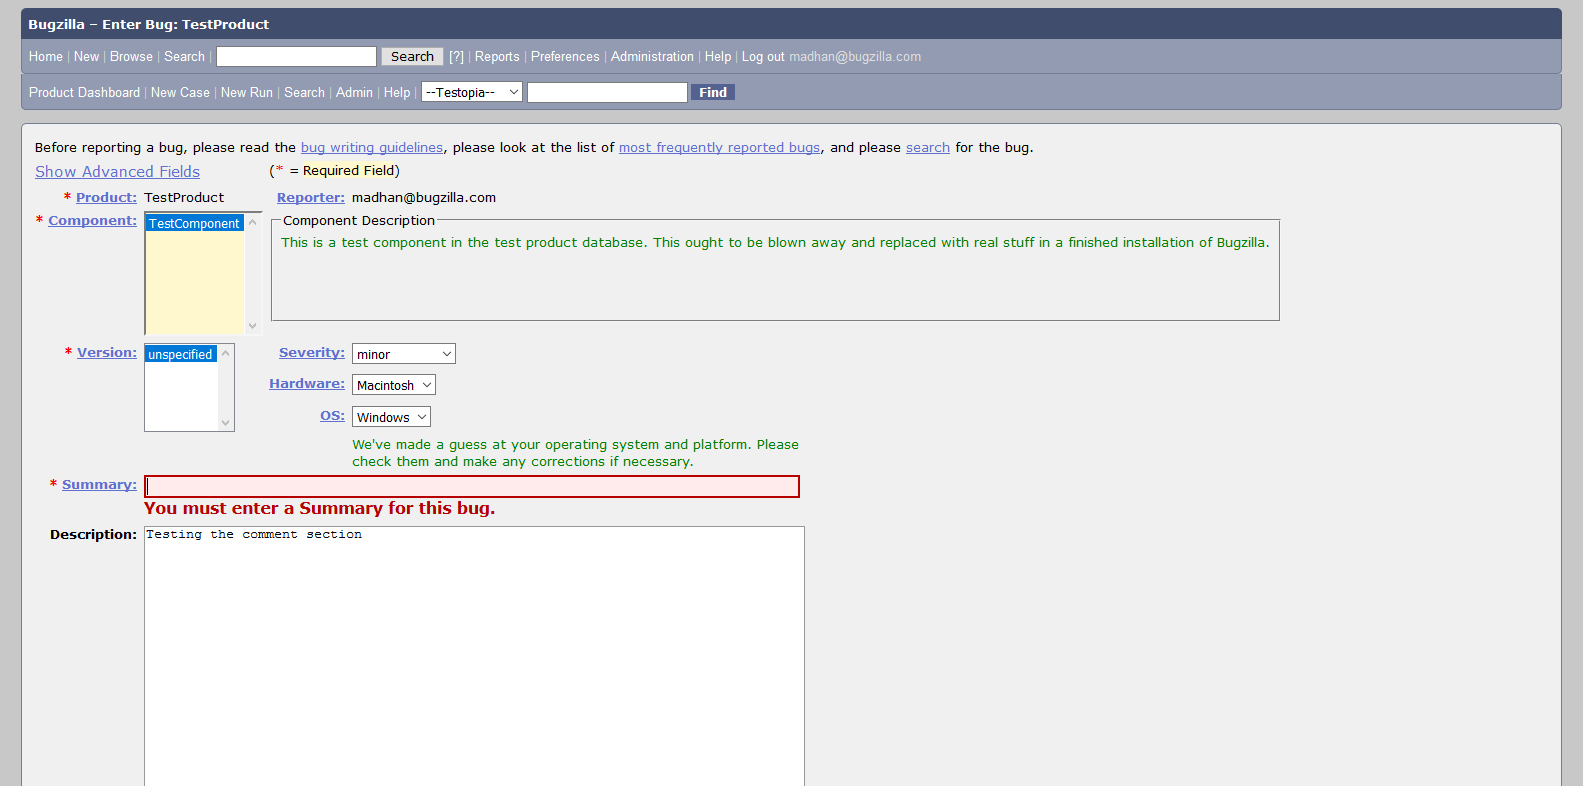 Bugzilla – Enter Bug: TestProduct
Home | New | Browse | Search | Search [?] | Reports | Preferences | Administration | Help | Log out madhan@bugzilla.com
Product Dashboard | New Case | New Run | Search | Admin | Help | --Testopia-- Find
Before reporting a bug, please read the bug writing guidelines, please look at the list of most frequently reported bugs, and please search for the bug.
Show Advanced Fields (* = Required Field)
* Product: TestProduct Reporter: madhan@bugzilla.com
* Component: TestComponent Component Description
This is a test component in the test product database. This ought to be blown away and replaced with real stuff in a finished installation of Bugzilla.
* Version: unspecified Severity: minor
Hardware: Macintosh
OS: Windows
We've made a guess at your operating system and platform. Please
check them and make any corrections if necessary.
* Summary:
You must enter a Summary for this bug.
Description: Testing the comment section